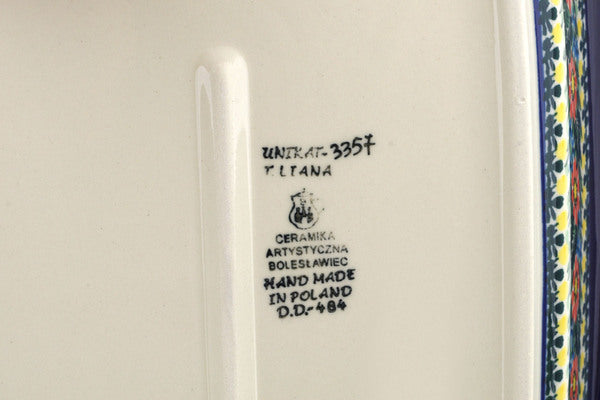 UNIKAT-3357
T. LIANA
CERAMIKA
ARTYSTYCZNA
BOLESŁAWIEC
HAND MADE
IN POLAND
D.D.-484